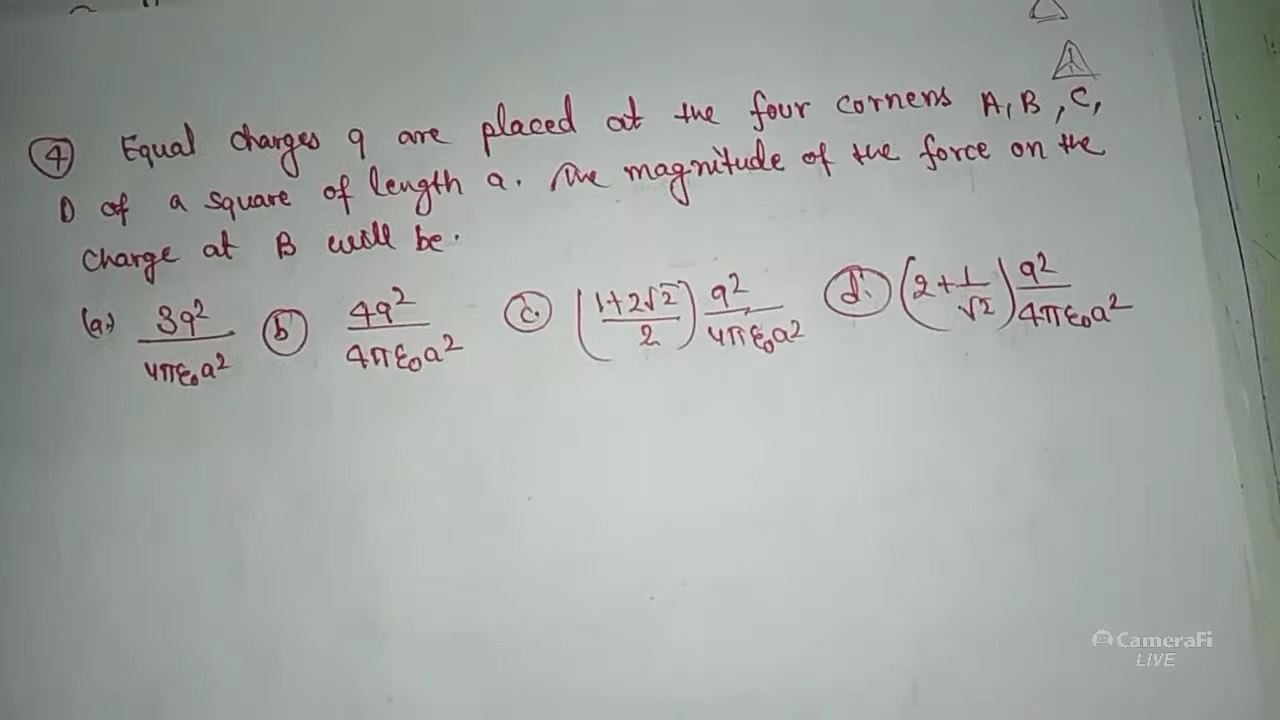 ④ Equal charges q are placed at the four corners A, B, C,
D of a square of length a. The magnitude of the force on the
charge at B will be.
(a) 3q²/4πε₀a² ⓑ 4q²/4πε₀a² ⓒ ((1+2√2)/2) q²/4πε₀a² ⓓ (2+1/√2) q²/4πε₀a²
CameraFi
LIVE